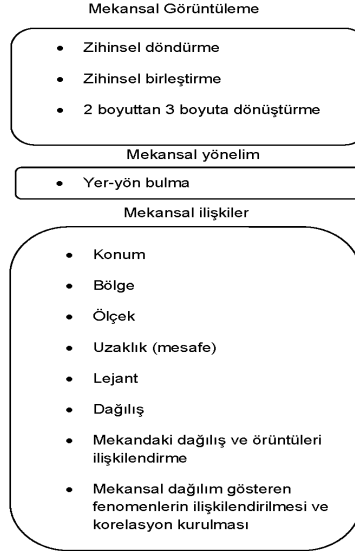 Mekansal Görüntüleme
• Zihinsel döndürme
• Zihinsel birleştirme
• 2 boyuttan 3 boyuta dönüştürme
Mekansal yönelim
• Yer-yön bulma
Mekansal ilişkiler
• Konum
• Bölge
• Ölçek
• Uzaklık (mesafe)
• Lejant
• Dağılış
• Mekandaki dağılış ve örüntüleri
ilişkilendirme
• Mekansal dağılım gösteren
fenomenlerin ilişkilendirilmesi ve
korelasyon kurulması